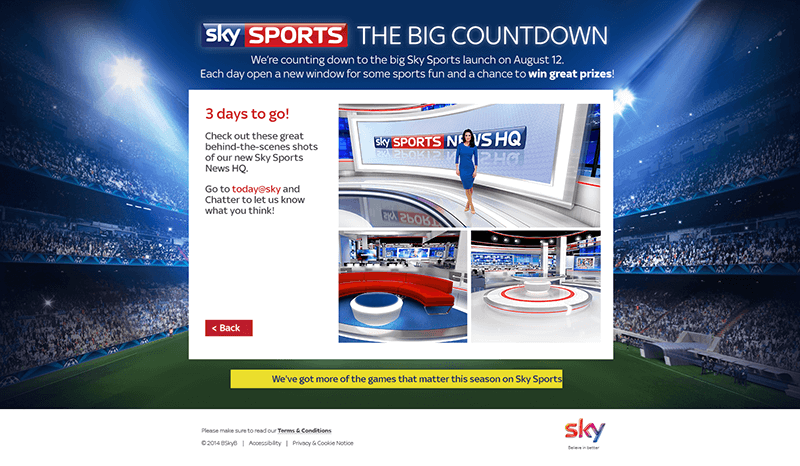 sky SPORTS THE BIG COUNTDOWN
We're counting down to the big Sky Sports launch on August 12.
Each day open a new window for some sports fun and a chance to win great prizes!
3 days to go!
Check out these great
behind-the-scenes shots
of our new Sky Sports
News HQ.
Go to today@sky and
Chatter to let us know
what you think!
< Back
sky SPORTS NEWS HQ
We've got more of the games that matter this season on Sky Sports
Please make sure to read our Terms & Conditions
© 2014 BSkyB | Accessibility | Privacy & Cookie Notice
sky
Believe in better